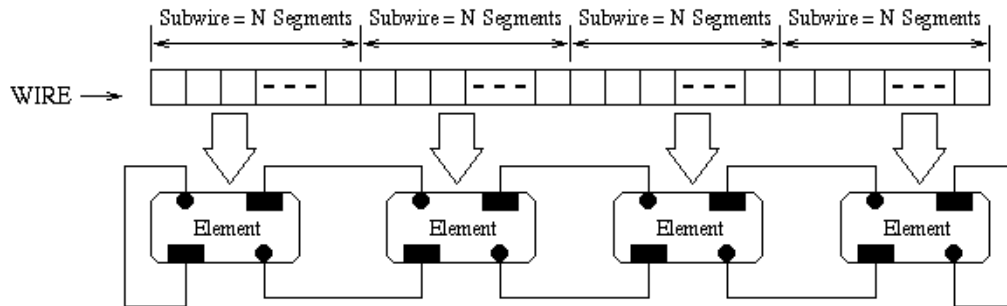 Subwire = N Segments Subwire = N Segments Subwire = N Segments Subwire = N Segments
WIRE
Element Element Element Element